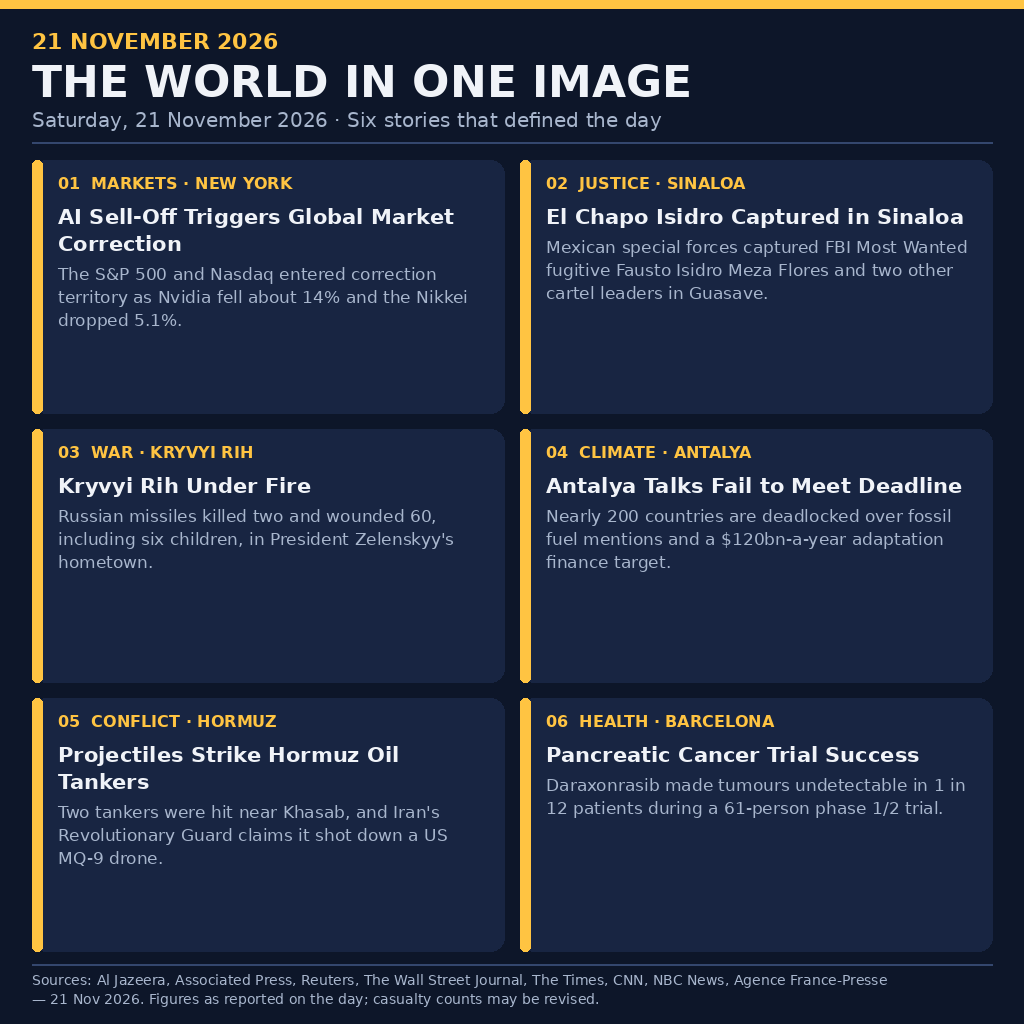 21 NOVEMBER 2026
THE WORLD IN ONE IMAGE
Saturday, 21 November 2026 · Six stories that defined the day
01 MARKETS · NEW YORK
AI Sell-Off Triggers Global Market
Correction
The S&P 500 and Nasdaq entered correction
territory as Nvidia fell about 14% and the Nikkei
dropped 5.1%.
02 JUSTICE · SINALOA
El Chapo Isidro Captured in Sinaloa
Mexican special forces captured FBI Most Wanted
fugitive Fausto Isidro Meza Flores and two other
cartel leaders in Guasave.
03 WAR · KRYVYI RIH
Kryvyi Rih Under Fire
Russian missiles killed two and wounded 60,
including six children, in President Zelenskyy's
hometown.
04 CLIMATE · ANTALYA
Antalya Talks Fail to Meet Deadline
Nearly 200 countries are deadlocked over fossil
fuel mentions and a $120bn-a-year adaptation
finance target.
05 CONFLICT · HORMUZ
Projectiles Strike Hormuz Oil
Tankers
Two tankers were hit near Khasab, and Iran's
Revolutionary Guard claims it shot down a US
MQ-9 drone.
06 HEALTH · BARCELONA
Pancreatic Cancer Trial Success
Daraxonrasib made tumours undetectable in 1 in
12 patients during a 61-person phase 1/2 trial.
Sources: Al Jazeera, Associated Press, Reuters, The Wall Street Journal, The Times, CNN, NBC News, Agence France-Presse
— 21 Nov 2026. Figures as reported on the day; casualty counts may be revised.